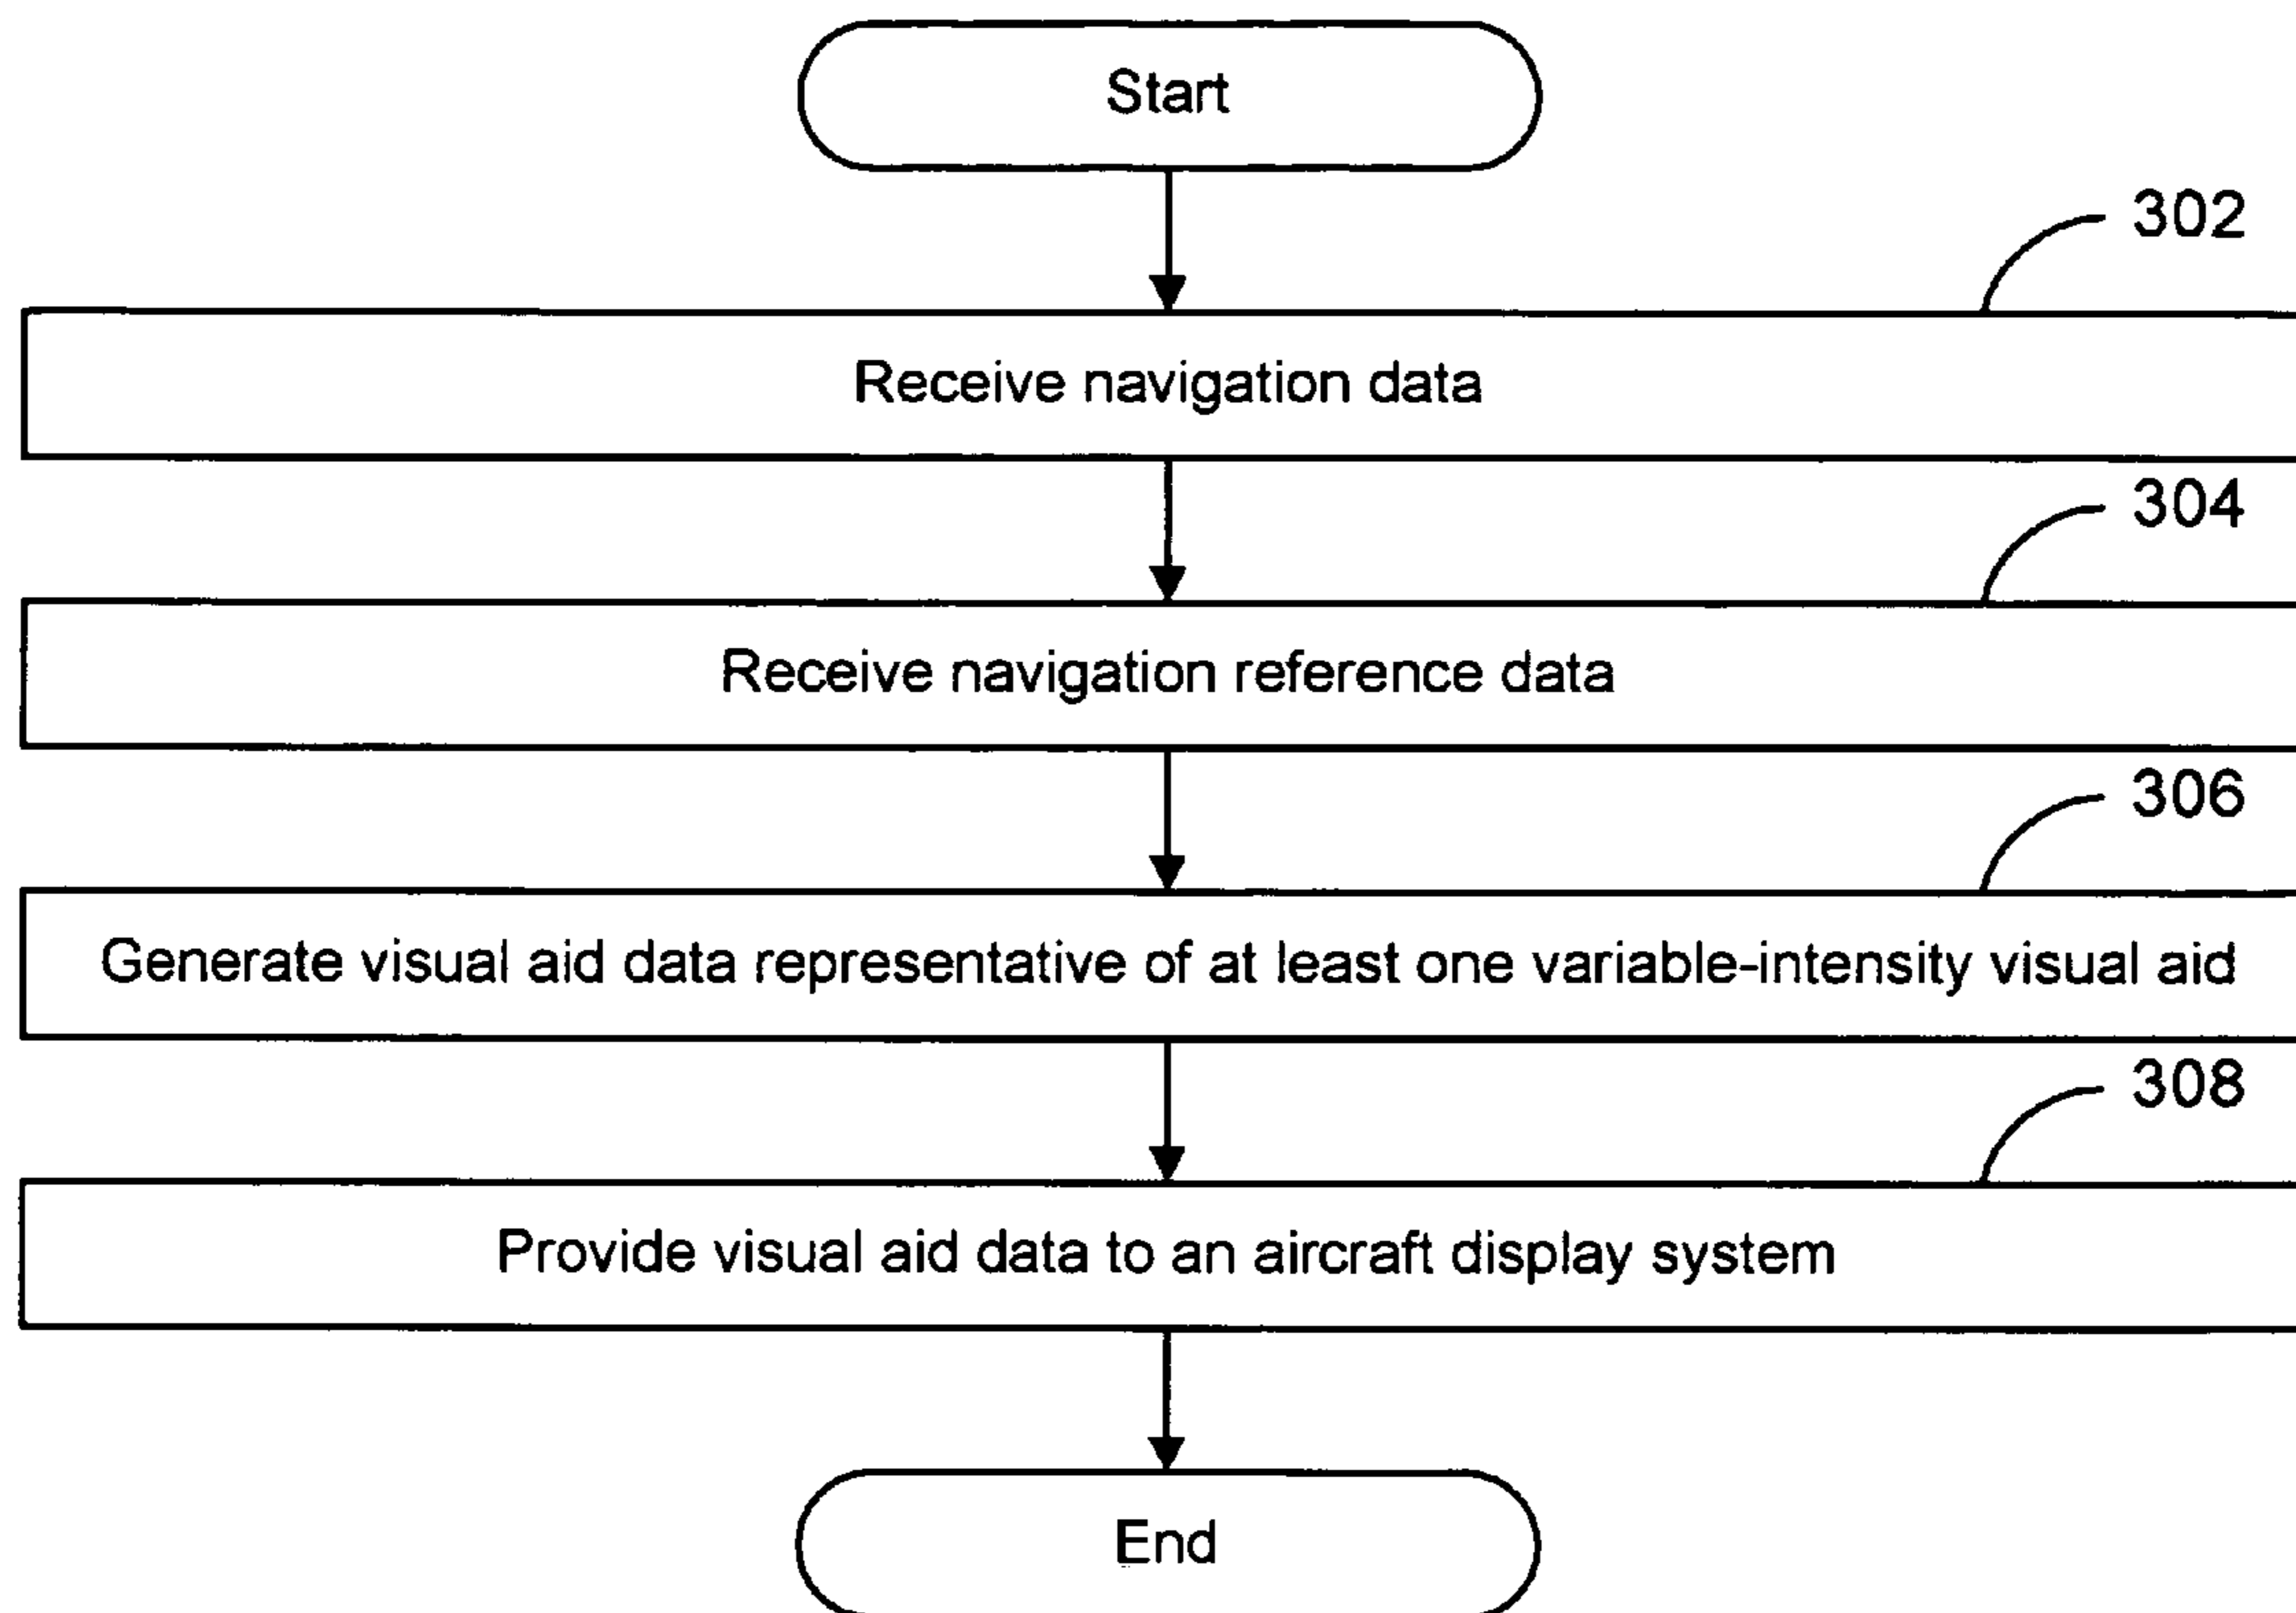 Start
302
Receive navigation data
304
Receive navigation reference data
306
Generate visual aid data representative of at least one variable-intensity visual aid
308
Provide visual aid data to an aircraft display system
End